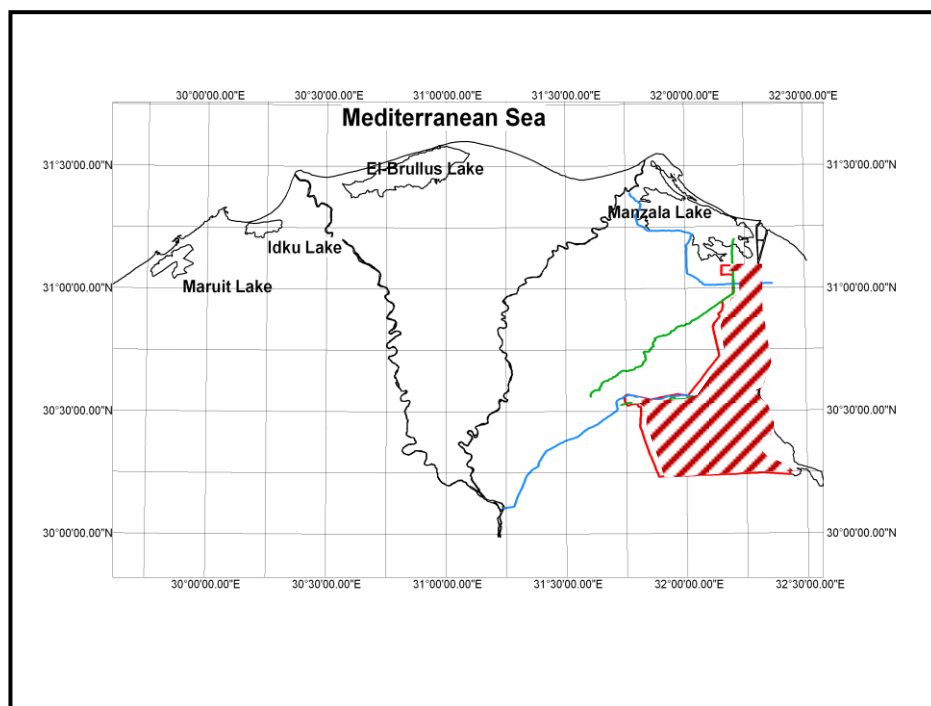 30°00'00.00"E 30°30'00.00"E 31°00'00.00"E 31°30'00.00"E 32°00'00.00"E 32°30'00.00"E
Mediterranean Sea
31°30'00.00"N 31°30'00.00"N
El-Brullus Lake
Manzala Lake
Idku Lake
Maruit Lake
31°00'00.00"N 31°00'00.00"N
30°30'00.00"N 30°30'00.00"N
30°00'00.00"N 30°00'00.00"N
30°00'00.00"E 30°30'00.00"E 31°00'00.00"E 31°30'00.00"E 32°00'00.00"E 32°30'00.00"E